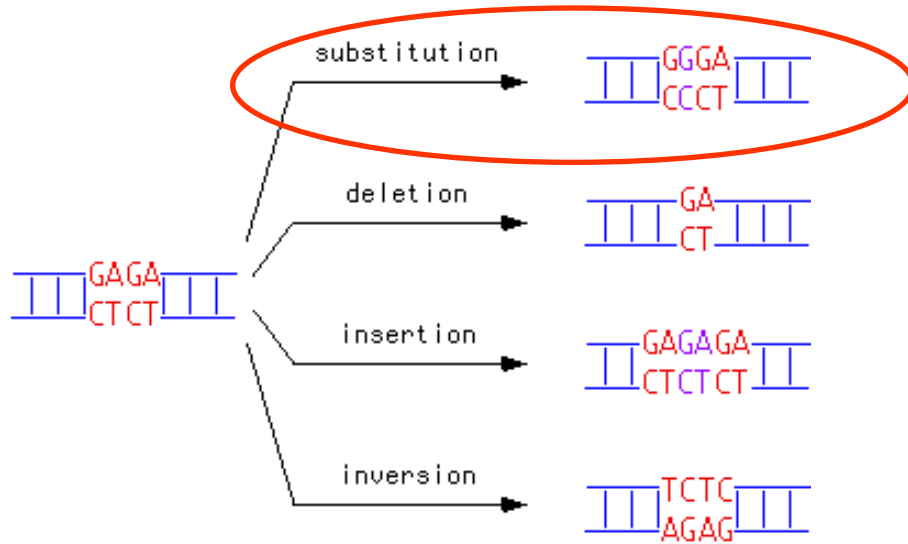 substitution
GGGA
CCCT
deletion
GA
CT
GAGA
CTCT
insertion
GAGAGA
CTCTCT
inversion
TCTC
AGAG